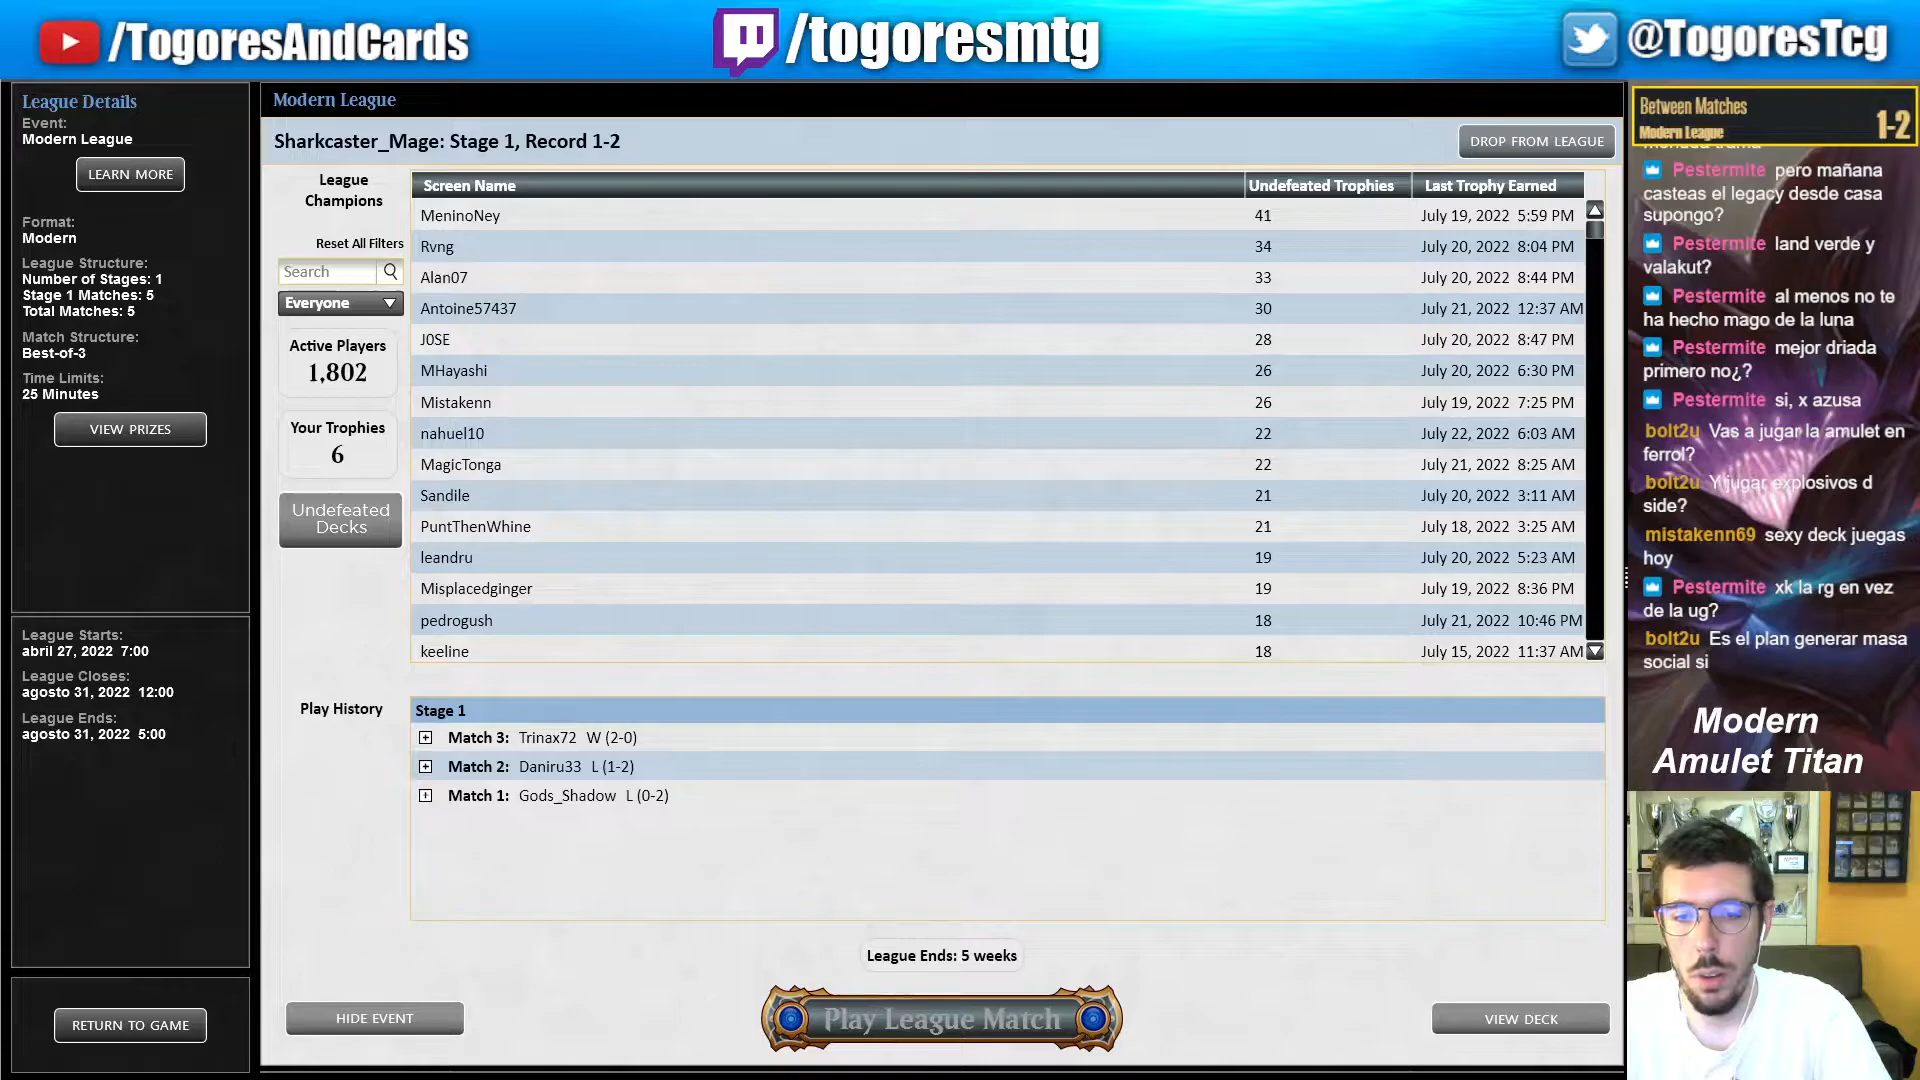 /TogoresAndCards
/togoresmtg
@TogoresTcg
League Details
Event:
Modern League
LEARN MORE
Format:
Modern
League Structure:
Number of Stages: 1
Stage 1 Matches: 5
Total Matches: 5
Match Structure:
Best-of-3
Time Limits:
25 Minutes
VIEW PRIZES
League Starts:
abril 27, 2022 7:00
League Closes:
agosto 31, 2022 12:00
League Ends:
agosto 31, 2022 5:00
RETURN TO GAME
Modern League
Sharkcaster_Mage: Stage 1, Record 1-2
DROP FROM LEAGUE
League
Champions
Reset All Filters
Search
Everyone
Active Players
1,802
Your Trophies
6
Undefeated
Decks
Screen Name Undefeated Trophies Last Trophy Earned
MeninoNey 41 July 19, 2022 5:59 PM
Rvng 34 July 20, 2022 8:04 PM
Alan07 33 July 20, 2022 8:44 PM
Antoine57437 30 July 21, 2022 12:37 AM
J0SE 28 July 20, 2022 8:47 PM
MHayashi 26 July 20, 2022 6:30 PM
Mistakenn 26 July 19, 2022 7:25 PM
nahuel10 22 July 22, 2022 6:03 AM
MagicTonga 22 July 21, 2022 8:25 AM
Sandile 21 July 20, 2022 3:11 AM
PuntThenWhine 21 July 18, 2022 3:25 AM
leandru 19 July 20, 2022 5:23 AM
Misplacedginger 19 July 19, 2022 8:36 PM
pedrogush 18 July 21, 2022 10:46 PM
keeline 18 July 15, 2022 11:37 AM
Play History
Stage 1
Match 3: Trinax72 W (2-0)
Match 2: Daniru33 L (1-2)
Match 1: Gods_Shadow L (0-2)
League Ends: 5 weeks
HIDE EVENT
Play League Match
VIEW DECK
Between Matches
Modern League
1-2
Pestermite pero mañana
casteas el legacy desde casa
supongo?
Pestermite land verde y
valakut?
Pestermite al menos no te
ha hecho mago de la luna
Pestermite mejor driada
primero no¿?
Pestermite si, x azusa
bolt2u Vas a jugar la amulet en
ferrol?
bolt2u Y jugar explosivos d
side?
mistakenn69 sexy deck juegas
hoy
Pestermite xk la rg en vez
de la ug?
bolt2u Es el plan generar masa
social si
Modern
Amulet Titan